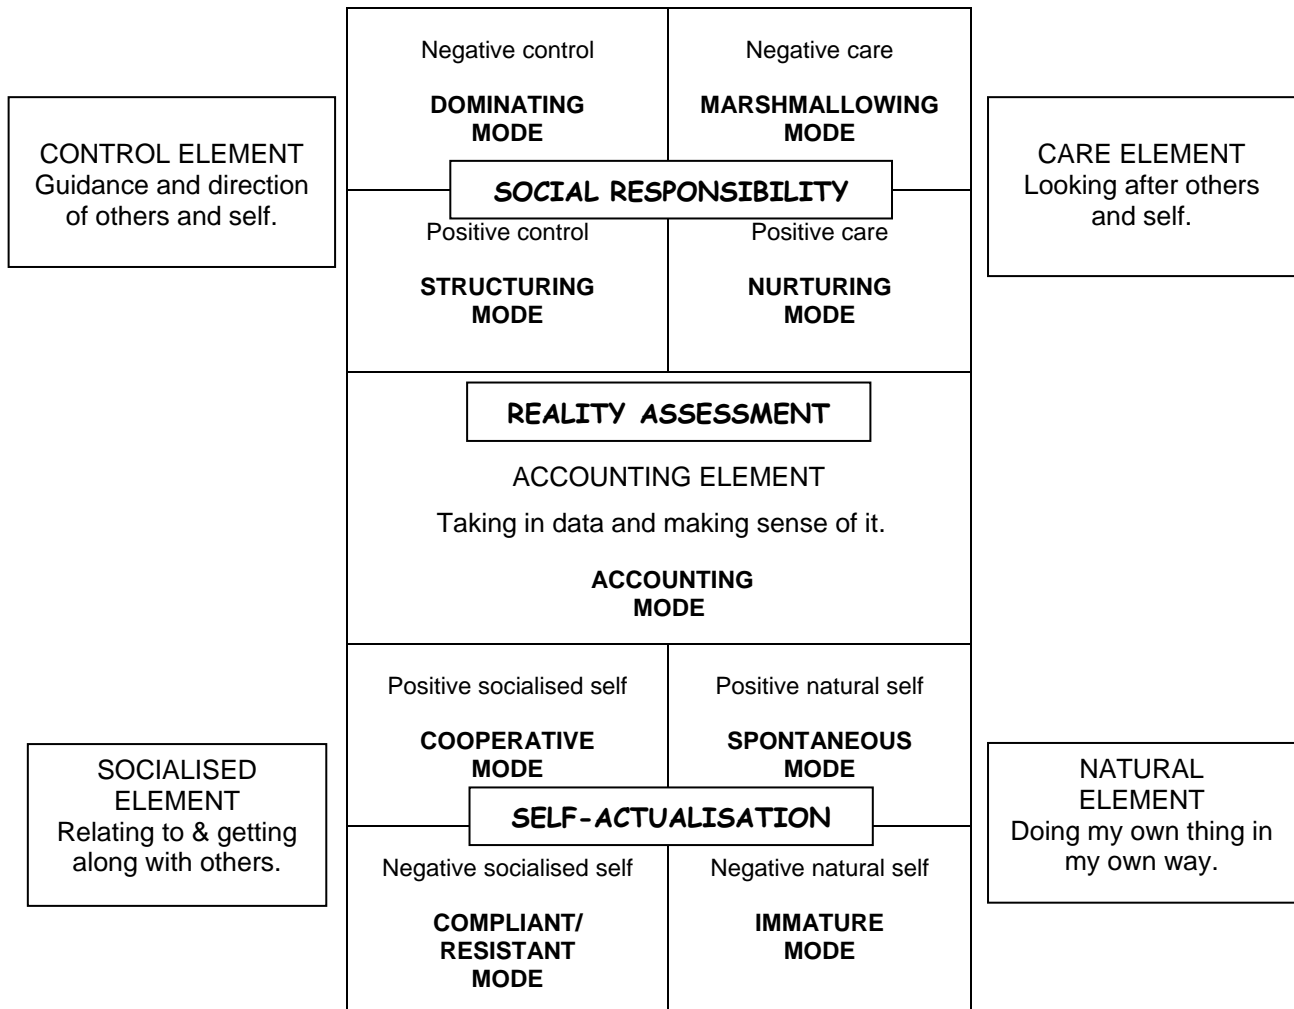 Negative control
DOMINATING
MODE
Negative care
MARSHMALLOWING
MODE
CONTROL ELEMENT
Guidance and direction
of others and self.
SOCIAL RESPONSIBILITY
CARE ELEMENT
Looking after others
and self.
Positive control
STRUCTURING
MODE
Positive care
NURTURING
MODE
REALITY ASSESSMENT
ACCOUNTING ELEMENT
Taking in data and making sense of it.
ACCOUNTING
MODE
Positive socialised self
COOPERATIVE
MODE
Positive natural self
SPONTANEOUS
MODE
SOCIALISED
ELEMENT
Relating to & getting
along with others.
SELF-ACTUALISATION
NATURAL
ELEMENT
Doing my own thing in
my own way.
Negative socialised self
COMPLIANT/
RESISTANT
MODE
Negative natural self
IMMATURE
MODE